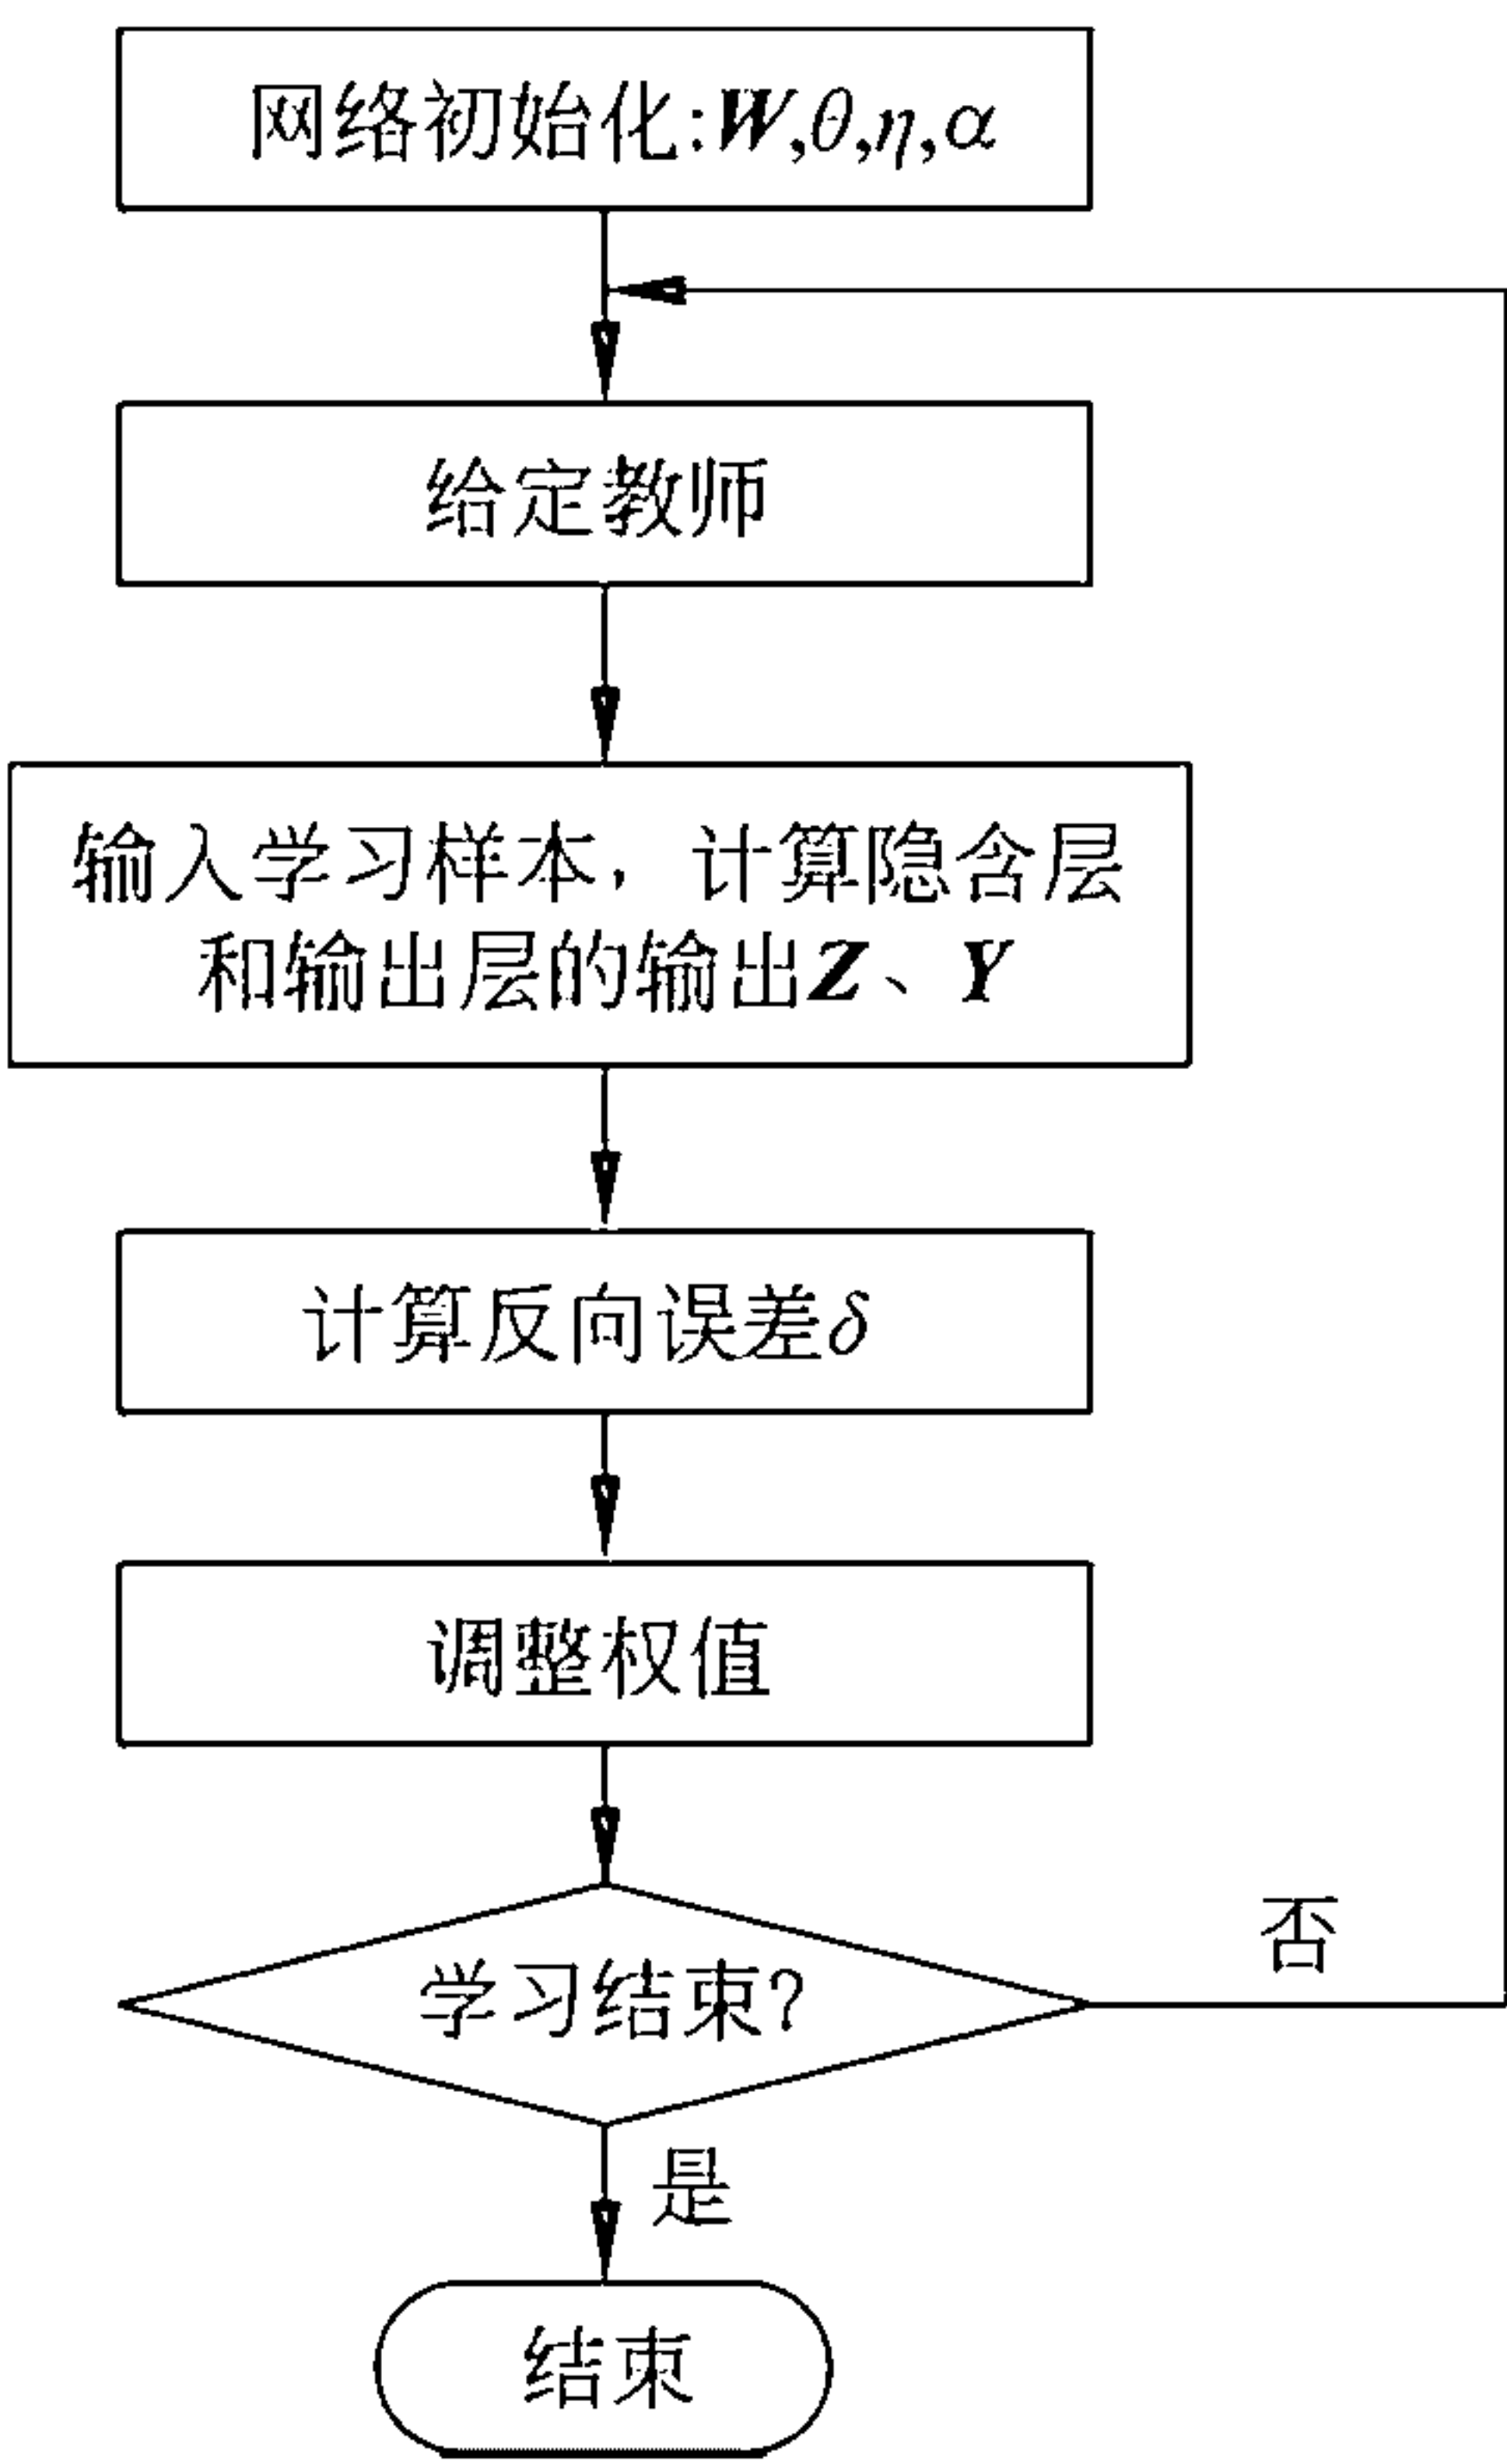 网络初始化:W,θ,η,α
给定教师
输入学习样本,计算隐含层
和输出层的输出Z、Y
计算反向误差δ
调整权值
学习结束?
否
是
结束